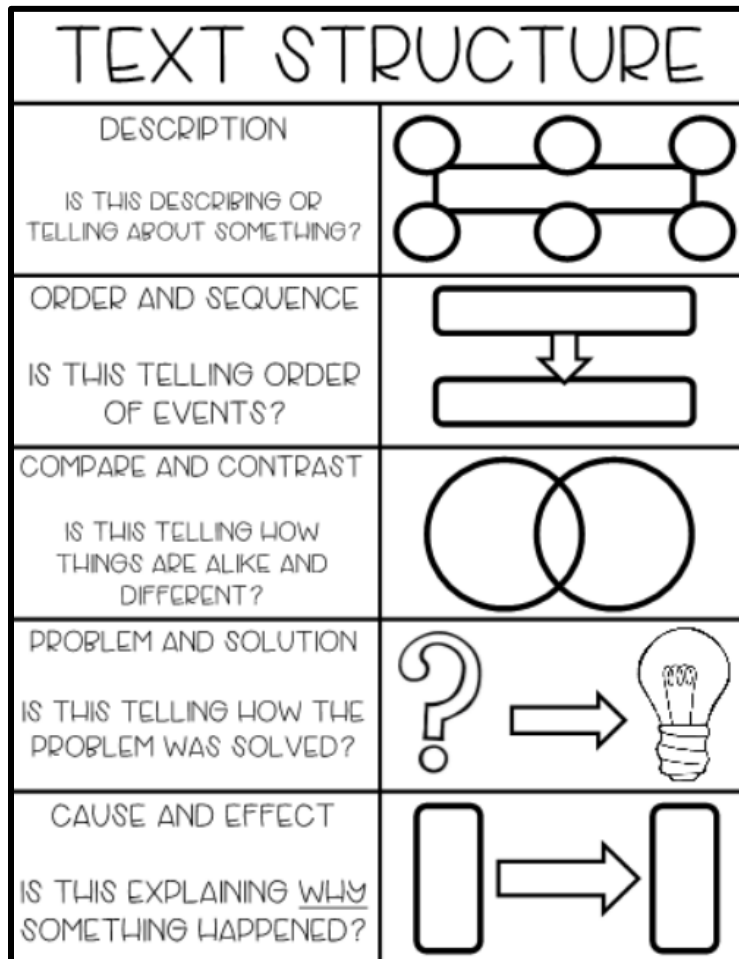 TEXT STRUCTURE
DESCRIPTION
IS THIS DESCRIBING OR
TELLING ABOUT SOMETHING?
ORDER AND SEQUENCE
IS THIS TELLING ORDER
OF EVENTS?
COMPARE AND CONTRAST
IS THIS TELLING HOW
THINGS ARE ALIKE AND
DIFFERENT?
PROBLEM AND SOLUTION
IS THIS TELLING HOW THE
PROBLEM WAS SOLVED?
CAUSE AND EFFECT
IS THIS EXPLAINING WHY
SOMETHING HAPPENED?